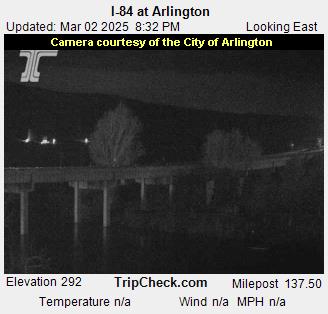 I-84 at Arlington
Updated: Mar 02 2025 8:32 PM Looking East
Camera courtesy of the City of Arlington
Elevation 292 TripCheck.com Milepost 137.50
Temperature n/a Wind n/a MPH n/a